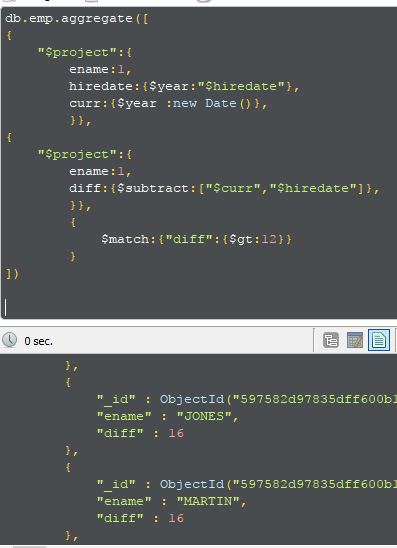 db.emp.aggregate([
{
"$project":{
ename:1,
hiredate:{$year:"$hiredate"},
curr:{$year :new Date()},
}},
{
"$project":{
ename:1,
diff:{$subtract:["$curr","$hiredate"]},
}},
{
$match:{"diff":{$gt:12}}
}
])
0 sec.
},
{
"_id" : ObjectId("597582d97835dff600b1
"ename" : "JONES",
"diff" : 16
},
{
"_id" : ObjectId("597582d97835dff600b1
"ename" : "MARTIN",
"diff" : 16
},